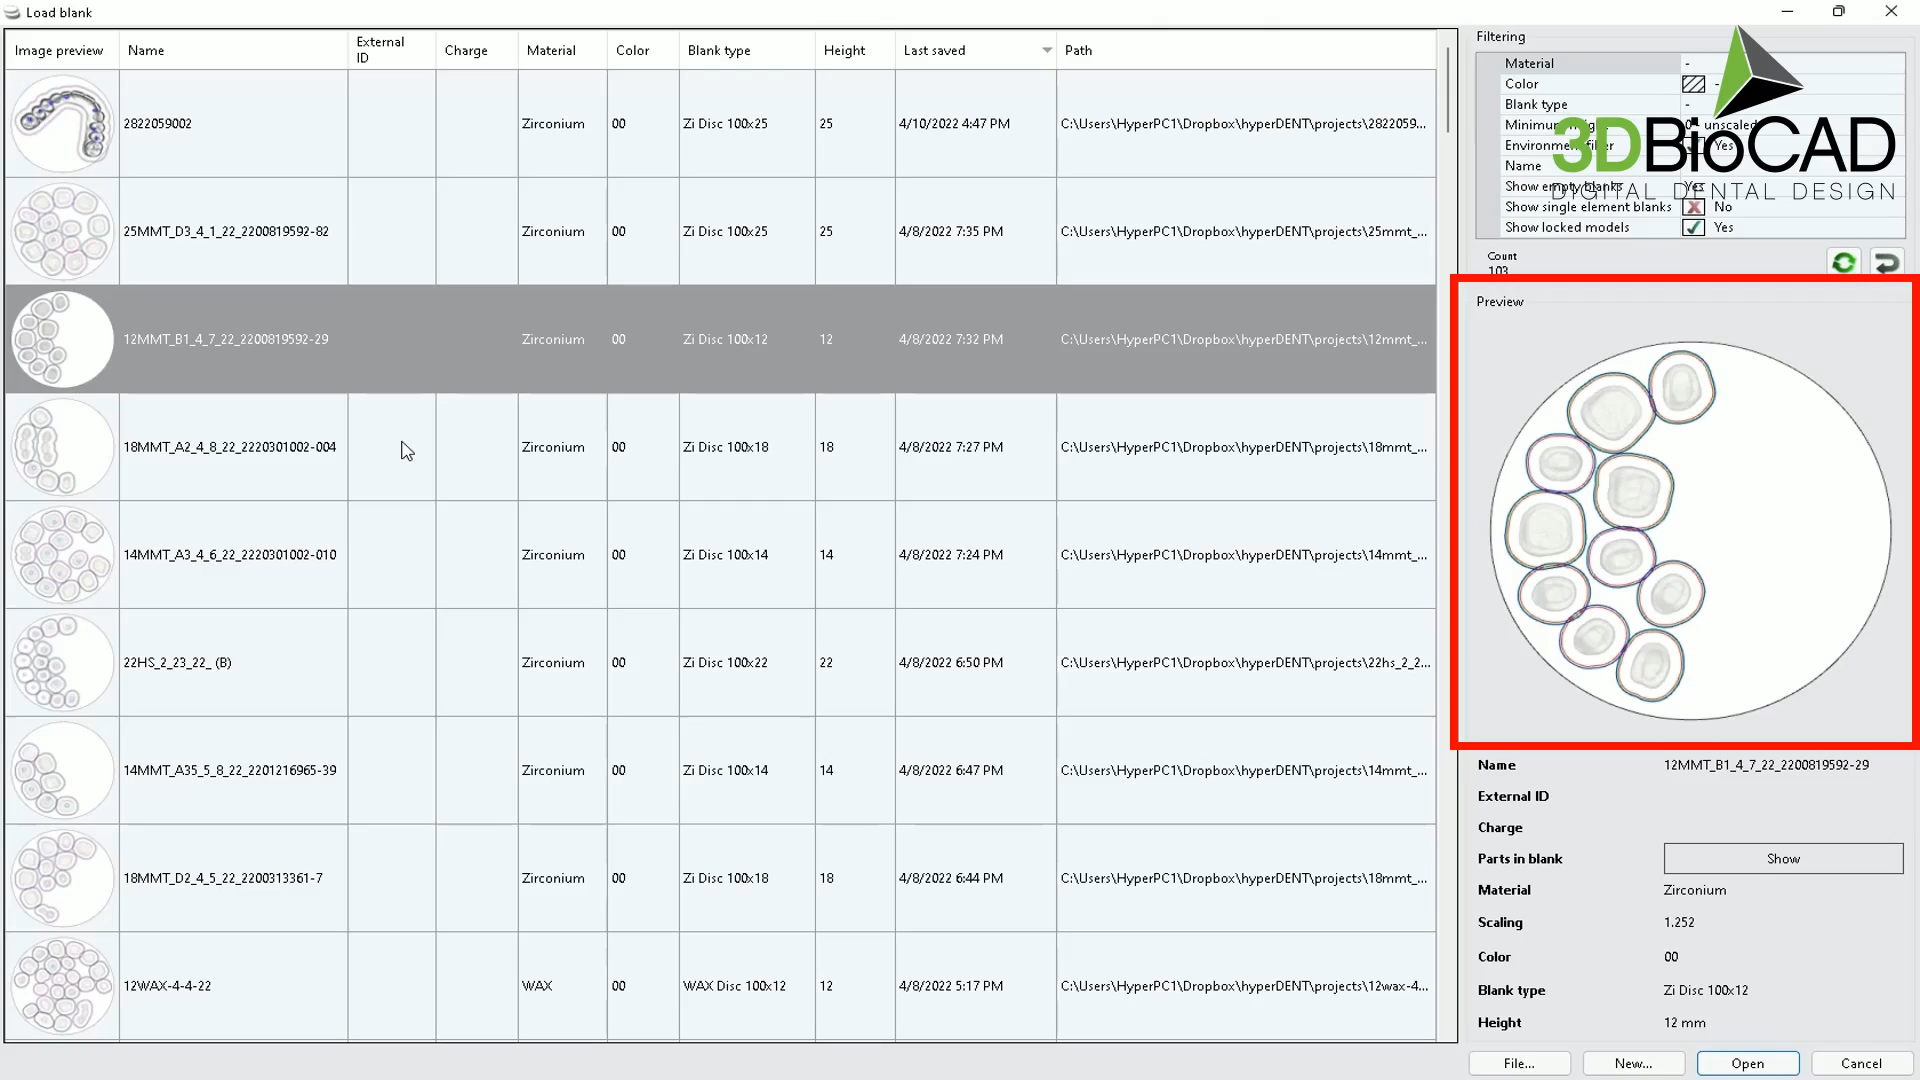 Load blank
Image preview Name External ID Charge Material Color Blank type Height Last saved Path
2822059002 Zirconium 00 Zi Disc 100x25 25 4/10/2022 4:47 PM C:\Users\HyperPC1\Dropbox\hyperDENT\projects\2822059...
25MMT_D3_4_1_22_2200819592-82 Zirconium 00 Zi Disc 100x25 25 4/8/2022 7:35 PM C:\Users\HyperPC1\Dropbox\hyperDENT\projects\25mmt_...
12MMT_B1_4_7_22_2200819592-29 Zirconium 00 Zi Disc 100x12 12 4/8/2022 7:32 PM C:\Users\HyperPC1\Dropbox\hyperDENT\projects\12mmt_...
18MMT_A2_4_8_22_2220301002-004 Zirconium 00 Zi Disc 100x18 18 4/8/2022 7:27 PM C:\Users\HyperPC1\Dropbox\hyperDENT\projects\18mmt_...
14MMT_A3_4_6_22_2220301002-010 Zirconium 00 Zi Disc 100x14 14 4/8/2022 7:24 PM C:\Users\HyperPC1\Dropbox\hyperDENT\projects\14mmt_...
22HS_2_23_22_ (B) Zirconium 00 Zi Disc 100x22 22 4/8/2022 6:50 PM C:\Users\HyperPC1\Dropbox\hyperDENT\projects\22hs_2_2...
14MMT_A35_5_8_22_2201216965-39 Zirconium 00 Zi Disc 100x14 14 4/8/2022 6:47 PM C:\Users\HyperPC1\Dropbox\hyperDENT\projects\14mmt_...
18MMT_D2_4_5_22_2200313361-7 Zirconium 00 Zi Disc 100x18 18 4/8/2022 6:44 PM C:\Users\HyperPC1\Dropbox\hyperDENT\projects\18mmt_...
12WAX-4-4-22 WAX 00 WAX Disc 100x12 12 4/8/2022 5:17 PM C:\Users\HyperPC1\Dropbox\hyperDENT\projects\12wax-4...
Filtering
Material -
Color -
Blank type -
unscaled
Yes
Name
Show empty blanks Yes
Show single element blanks No
Show locked models Yes
3DBioCAD
DIGITAL DENTAL DESIGN
Count
103
Preview
Name 12MMT_B1_4_7_22_2200819592-29
External ID
Charge
Parts in blank Show
Material Zirconium
Scaling 1.252
Color 00
Blank type Zi Disc 100x12
Height 12 mm
File... New... Open Cancel